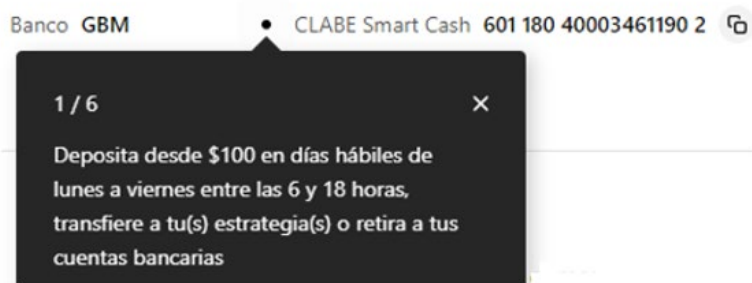 Banco GBM • CLABE Smart Cash 601 180 40003461190 2
1 / 6
Deposita desde $100 en días hábiles de
lunes a viernes entre las 6 y 18 horas,
transfiere a tu(s) estrategia(s) o retira a tus
cuentas bancarias